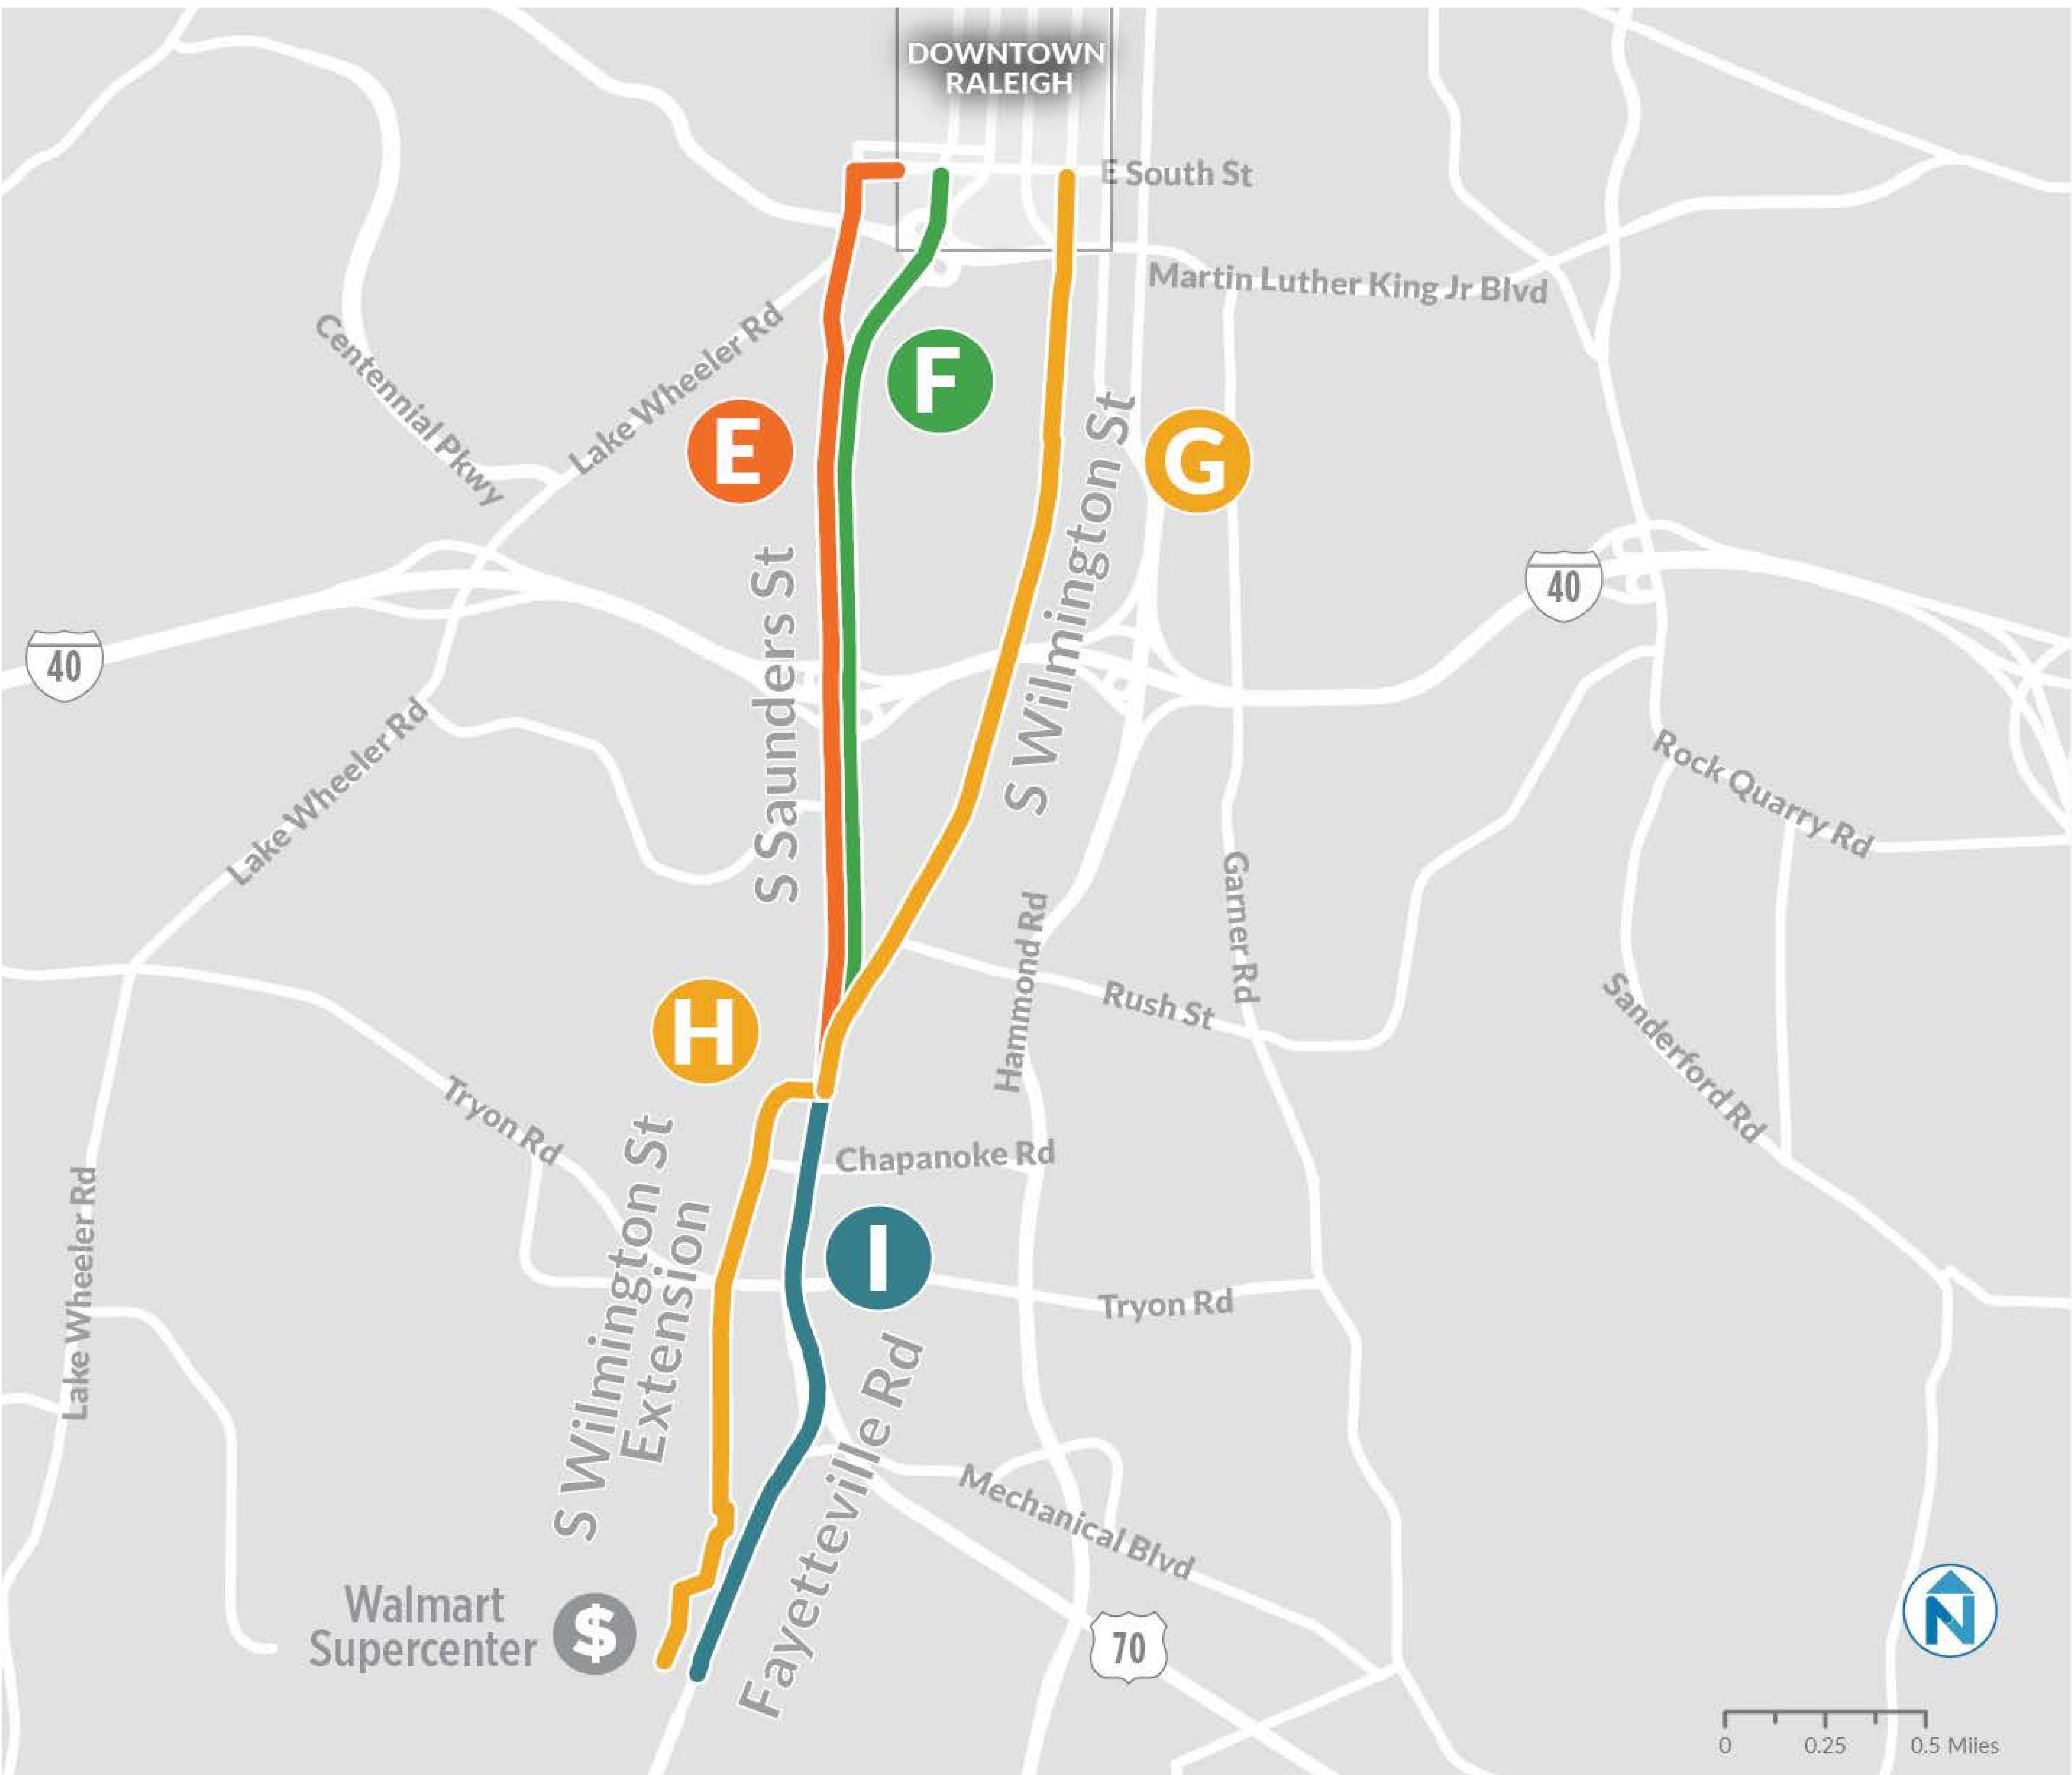 DOWNTOWN
RALEIGH
E South St
Martin Luther King Jr Blvd
Centennial Pkwy
Lake Wheeler Rd
F
E
G
S Wilmington St
S Saunders St
40
40
Lake Wheeler Rd
Rock Quarry Rd
Garner Rd
Hammond Rd
Rush St
Sanderford Rd
H
Tryon Rd
Chapanoke Rd
S Wilmington St
Extension
Lake Wheeler Rd
I
Tryon Rd
Fayetteville Rd
Mechanical Blvd
Walmart
Supercenter
$
70
N
0 0.25 0.5 Miles